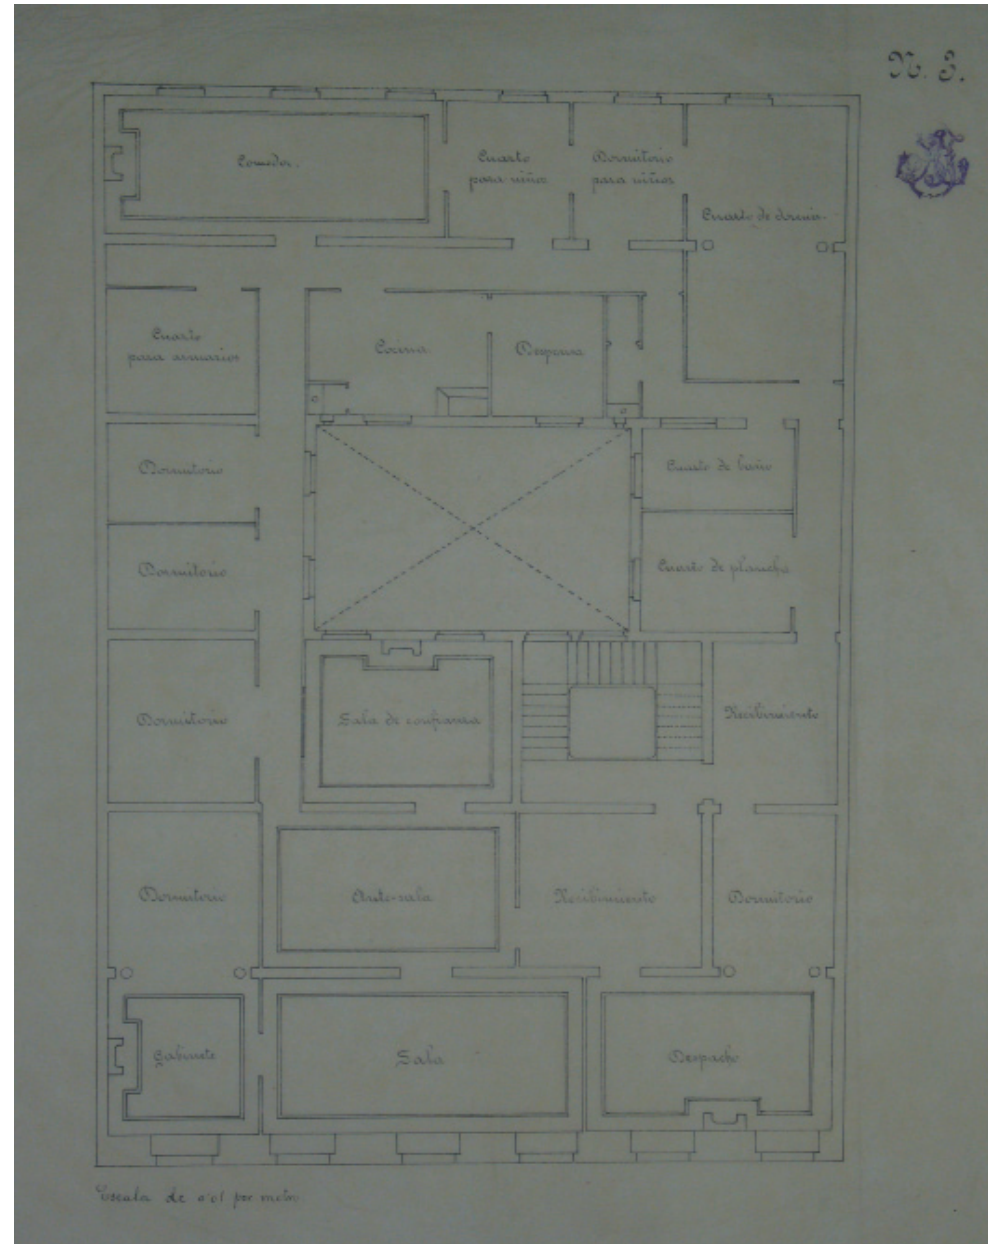 N. 3.
Comedor.
Cuarto
para niños
Dormitorio
para niños
Cuarto de dormir.
Cuarto
para armarios
Cocina
Despensa
Dormitorio
Cuarto de baño
Dormitorio
Cuarto de plancha
Dormitorio
Sala de confianza
Recibimiento
Dormitorio
Ante-sala
Recibimiento
Dormitorio
Gabinete
Sala
Despacho
Escala de 0'01 por metro